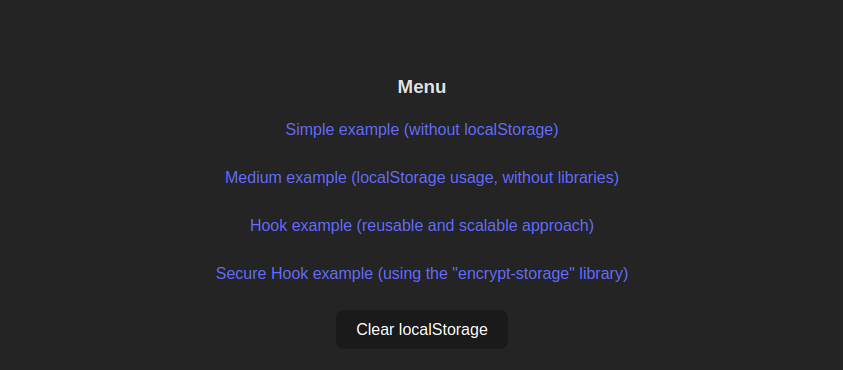 Menu
Simple example (without localStorage)
Medium example (localStorage usage, without libraries)
Hook example (reusable and scalable approach)
Secure Hook example (using the "encrypt-storage" library)
Clear localStorage